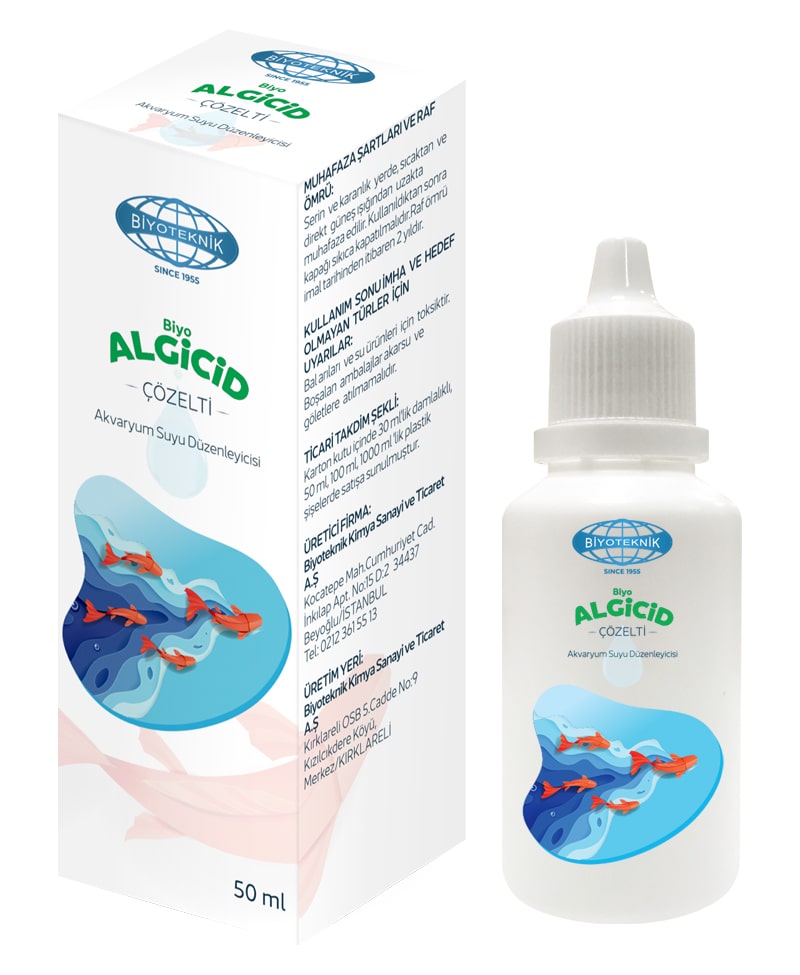 BİYOTEKNİK
SINCE 1955
Biyo
ALGiCiD
ÇÖZELTİ
Akvaryum Suyu Düzenleyicisi
BİYOTEKNİK
SINCE 1955
Biyo
ALGiCiD
ÇÖZELTİ
Akvaryum Suyu Düzenleyicisi
50 ml
MUHAFAZA ŞARTLARI VE RAF
ÖMRÜ:
Serin ve karanlık yerde, sıcaktan ve
direkt güneş ışığından uzakta
muhafaza edilir. Kullanıldıktan sonra
kapağı sıkıca kapatılmalıdır.Raf ömrü
imal tarihinden itibaren 2 yıldır.
KULLANIM SONU İMHA VE HEDEF
OLMAYAN TÜRLER İÇİN
UYARILAR:
Bal arıları ve su ürünleri için toksiktir.
Boşalan ambalajlar akarsu ve
göletlere atılmamalıdır.
TİCARİ TAKDİM ŞEKLİ:
Karton kutu içinde 30 ml'lik damlalıklı,
50 ml, 100 ml, 1000 ml 'lik plastik
şişelerde satışa sunulmuştur.
ÜRETİCİ FİRMA:
Biyoteknik Kimya Sanayi ve Ticaret
A.Ş
Kocatepe Mah.Cumhuriyet Cad.
İnkılap Apt. No:15 D:2 34437
Beyoğlu/İSTANBUL
Tel: 0212 361 55 13
ÜRETİM YERİ:
Biyoteknik Kimya Sanayi ve Ticaret
A.Ş
Kırklareli OSB 5.Cadde No:9
Kızılcıkdere Köyü,
Merkez/KIRKLARELİ
BİYOTEKNİK
SINCE 1955
Biyo
ALGiCiD
ÇÖZELTİ
Akvaryum Suyu Düzenleyicisi